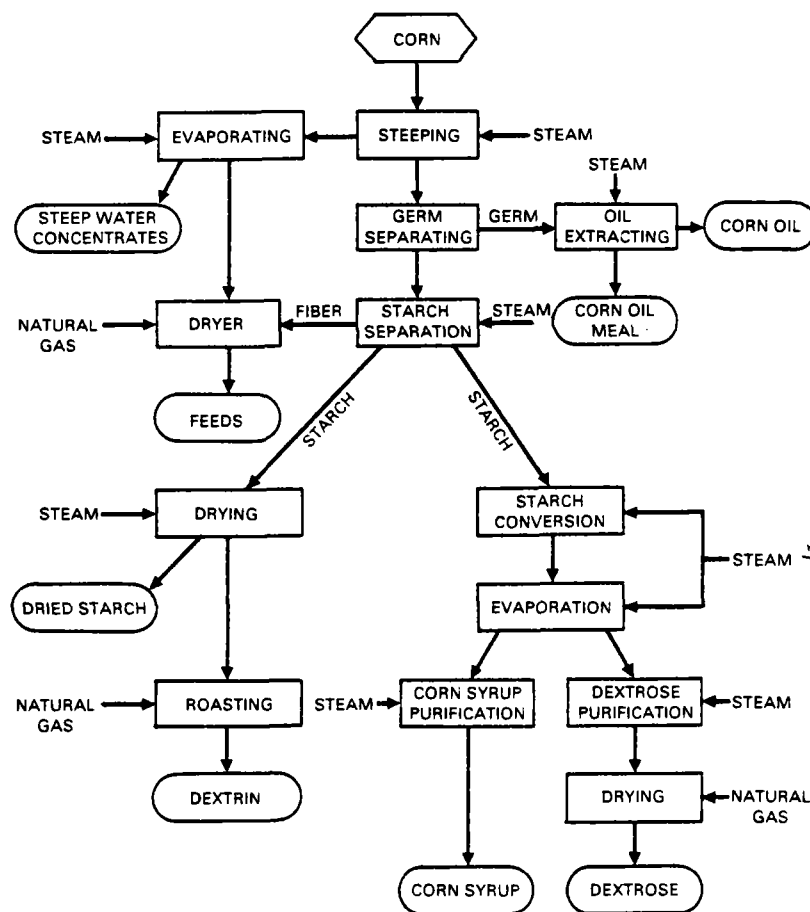 CORN
STEAM
EVAPORATING
STEEPING
STEAM
STEAM
STEEP WATER
CONCENTRATES
GERM
SEPARATING
GERM
OIL
EXTRACTING
CORN OIL
NATURAL
GAS
DRYER
FIBER
STARCH
SEPARATION
STEAM
CORN OIL
MEAL
FEEDS
STARCH
STARCH
STEAM
DRYING
STARCH
CONVERSION
STEAM
DRIED STARCH
EVAPORATION
NATURAL
GAS
ROASTING
STEAM
CORN SYRUP
PURIFICATION
DEXTROSE
PURIFICATION
STEAM
DEXTRIN
DRYING
NATURAL
GAS
CORN SYRUP
DEXTROSE